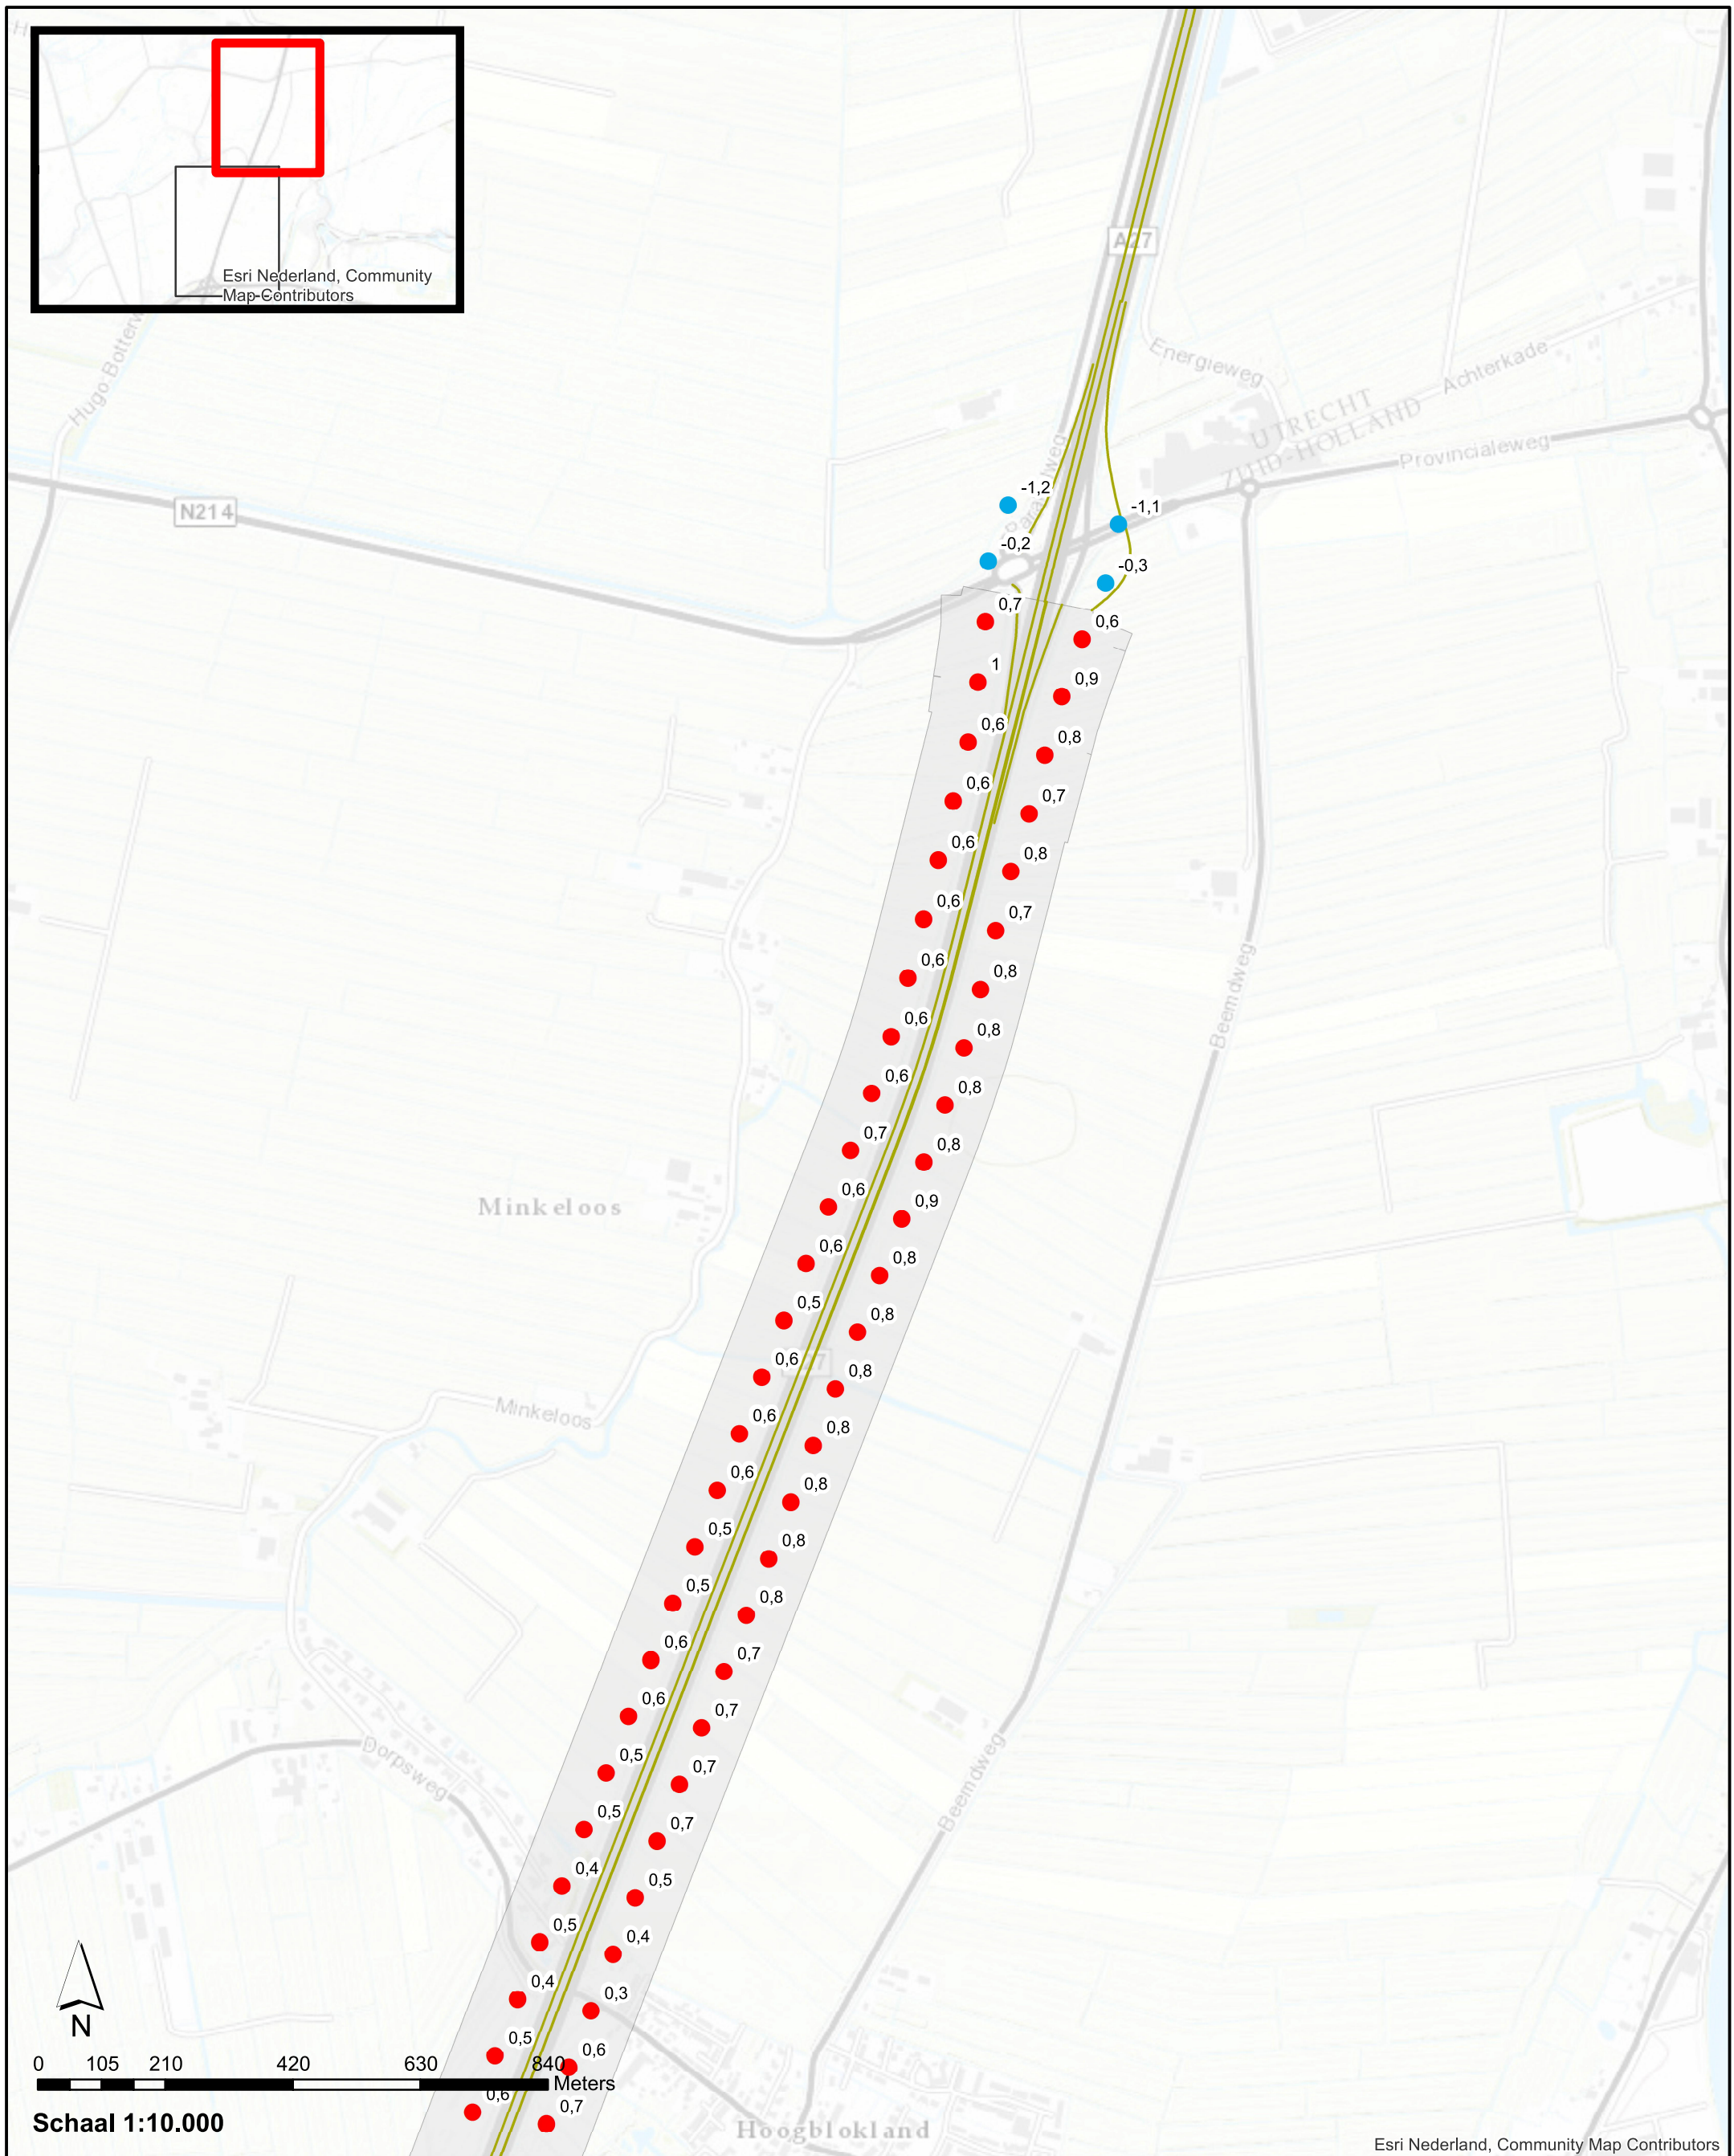 Esri Nederland, Community
Map Contributors
Hugo Botterw
A27
Energieweg
Achterkade
UTRECHT
ZUID-HOLLAND
Provincialeweg
N214
-1,2
-1,1
-0,2
-0,3
0,7
0,6
1
0,9
0,6
0,8
0,6
0,7
0,6
0,8
0,6
0,7
0,6
0,8
0,6
0,8
Beemdweg
0,6
0,8
0,7
0,8
Minkeloos
0,6
0,9
0,6
0,8
0,5
0,8
0,6
0,8
Minkeloos
0,6
0,8
0,6
0,8
0,5
0,8
0,5
0,8
0,6
0,7
0,6
0,7
Dorpsweg
Beemdweg
0,5
0,7
0,5
0,7
0,4
0,5
0,5
0,4
0,4
0,3
0,5
0,6
0,6
0,7
N
0 105 210 420 630 840
Meters
Schaal 1:10.000
Hoogblokland
Esri Nederland, Community Map Contributors